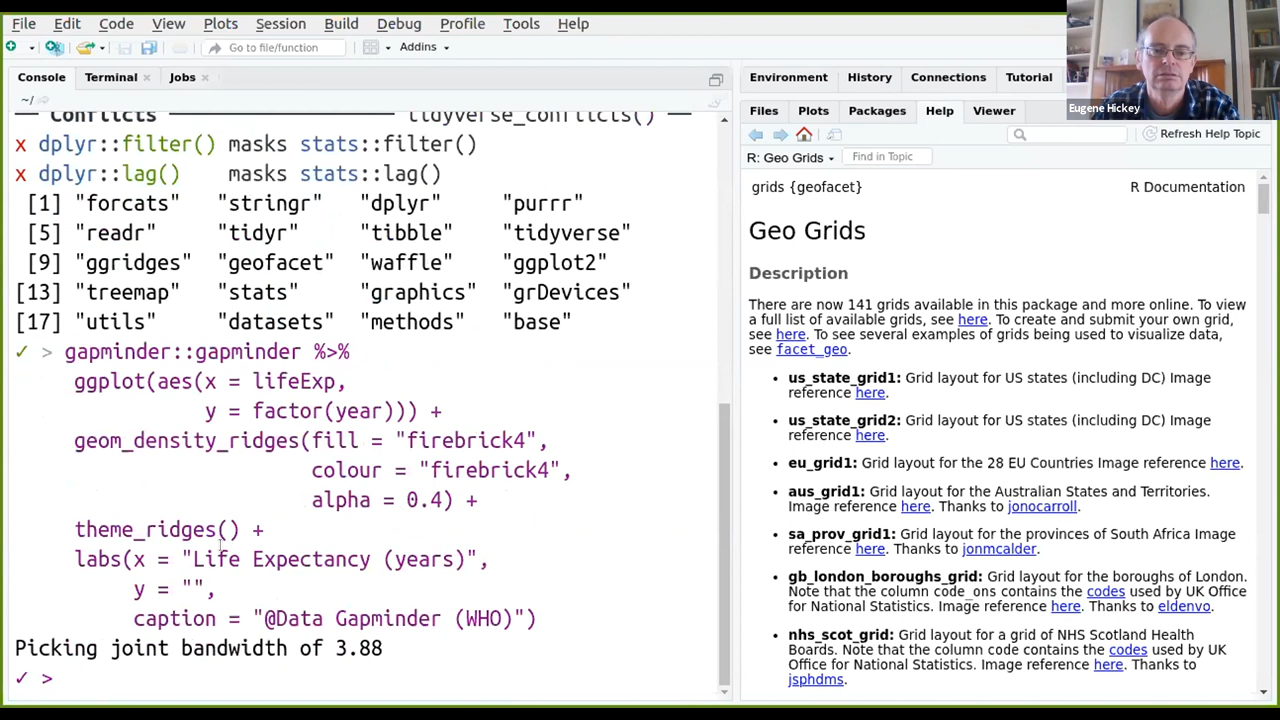 File Edit Code View Plots Session Build Debug Profile Tools Help
Go to file/function Addins
Console Terminal Jobs
~/
Conflicts tidyverse_conflicts()
x dplyr::filter() masks stats::filter()
x dplyr::lag() masks stats::lag()
[1] "forcats" "stringr" "dplyr" "purrr"
[5] "readr" "tidyr" "tibble" "tidyverse"
[9] "ggridges" "geofacet" "waffle" "ggplot2"
[13] "treemap" "stats" "graphics" "grDevices"
[17] "utils" "datasets" "methods" "base"
✓ > gapminder::gapminder %>%
ggplot(aes(x = lifeExp,
y = factor(year))) +
geom_density_ridges(fill = "firebrick4",
colour = "firebrick4",
alpha = 0.4) +
theme_ridges() +
labs(x = "Life Expectancy (years)",
y = "",
caption = "@Data Gapminder (WHO)")
Picking joint bandwidth of 3.88
✓ >
Environment History Connections Tutorial
Eugene Hickey
Files Plots Packages Help Viewer
Refresh Help Topic
R: Geo Grids Find in Topic
grids {geofacet} R Documentation
Geo Grids
Description
There are now 141 grids available in this package and more online. To view
a full list of available grids, see here. To create and submit your own grid,
see here. To see several examples of grids being used to visualize data,
see facet_geo.
• us_state_grid1: Grid layout for US states (including DC) Image
reference here.
• us_state_grid2: Grid layout for US states (including DC) Image
reference here.
• eu_grid1: Grid layout for the 28 EU Countries Image reference here.
• aus_grid1: Grid layout for the Australian States and Territories.
Image reference here. Thanks to jonocarroll.
• sa_prov_grid1: Grid layout for the provinces of South Africa Image
reference here. Thanks to jonmcalder.
• gb_london_boroughs_grid: Grid layout for the boroughs of London.
Note that the column code_ons contains the codes used by UK Office
for National Statistics. Image reference here. Thanks to eldenvo.
• nhs_scot_grid: Grid layout for a grid of NHS Scotland Health
Boards. Note that the column code contains the codes used by UK
Office for National Statistics. Image reference here. Thanks to
jsphdms.